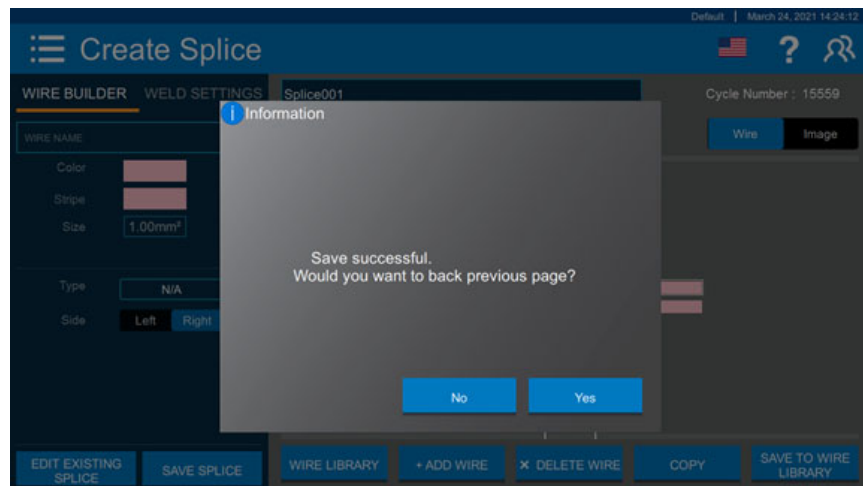 Default | March 24, 2021 14:24:12
Create Splice
?
WIRE BUILDER WELD SETTINGS
Splice001
Cycle Number : 15559
i Information
WIRE NAME
Wire Image
Color
Stripe
Size 1.00mm²
Save successful.
Would you want to back previous page?
Type N/A
Side Left Right
No Yes
EDIT EXISTING
SPLICE
SAVE SPLICE
WIRE LIBRARY
+ ADD WIRE
× DELETE WIRE
COPY
SAVE TO WIRE
LIBRARY